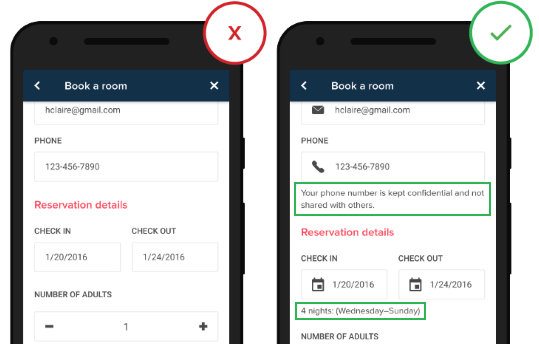 X
Book a room
hclaire@gmail.com
PHONE
123-456-7890
Reservation details
CHECK IN
CHECK OUT
1/20/2016
1/24/2016
NUMBER OF ADULTS
1
Book a room
hclaire@gmail.com
PHONE
123-456-7890
Your phone number is kept confidential and not
shared with others.
Reservation details
CHECK IN
CHECK OUT
1/20/2016
1/24/2016
4 nights: (Wednesday–Sunday)
NUMBER OF ADULTS